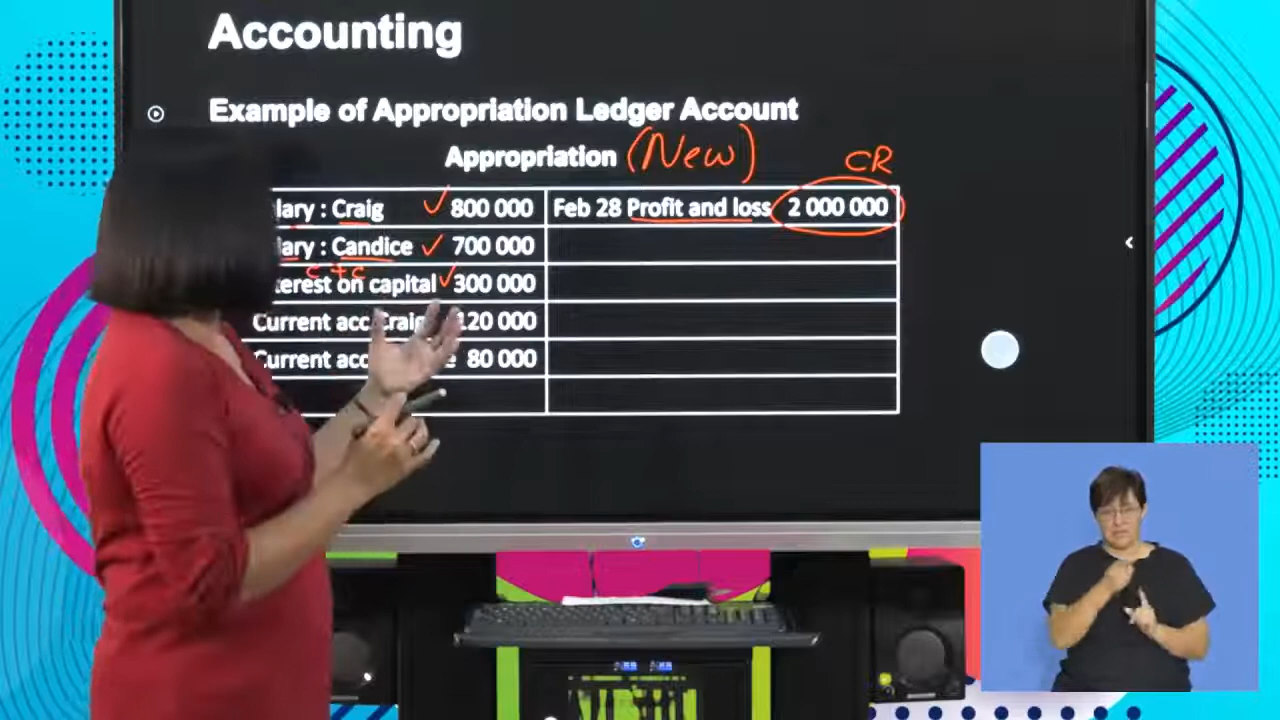 Accounting
Example of Appropriation Ledger Account
Appropriation (New) CR
lary : Craig ✓ 800 000 Feb 28 Profit and loss 2 000 000
lary : Candice ✓ 700 000
c + c
terest on capital ✓ 300 000
Current acc Craig 120 000
Current acc e 80 000